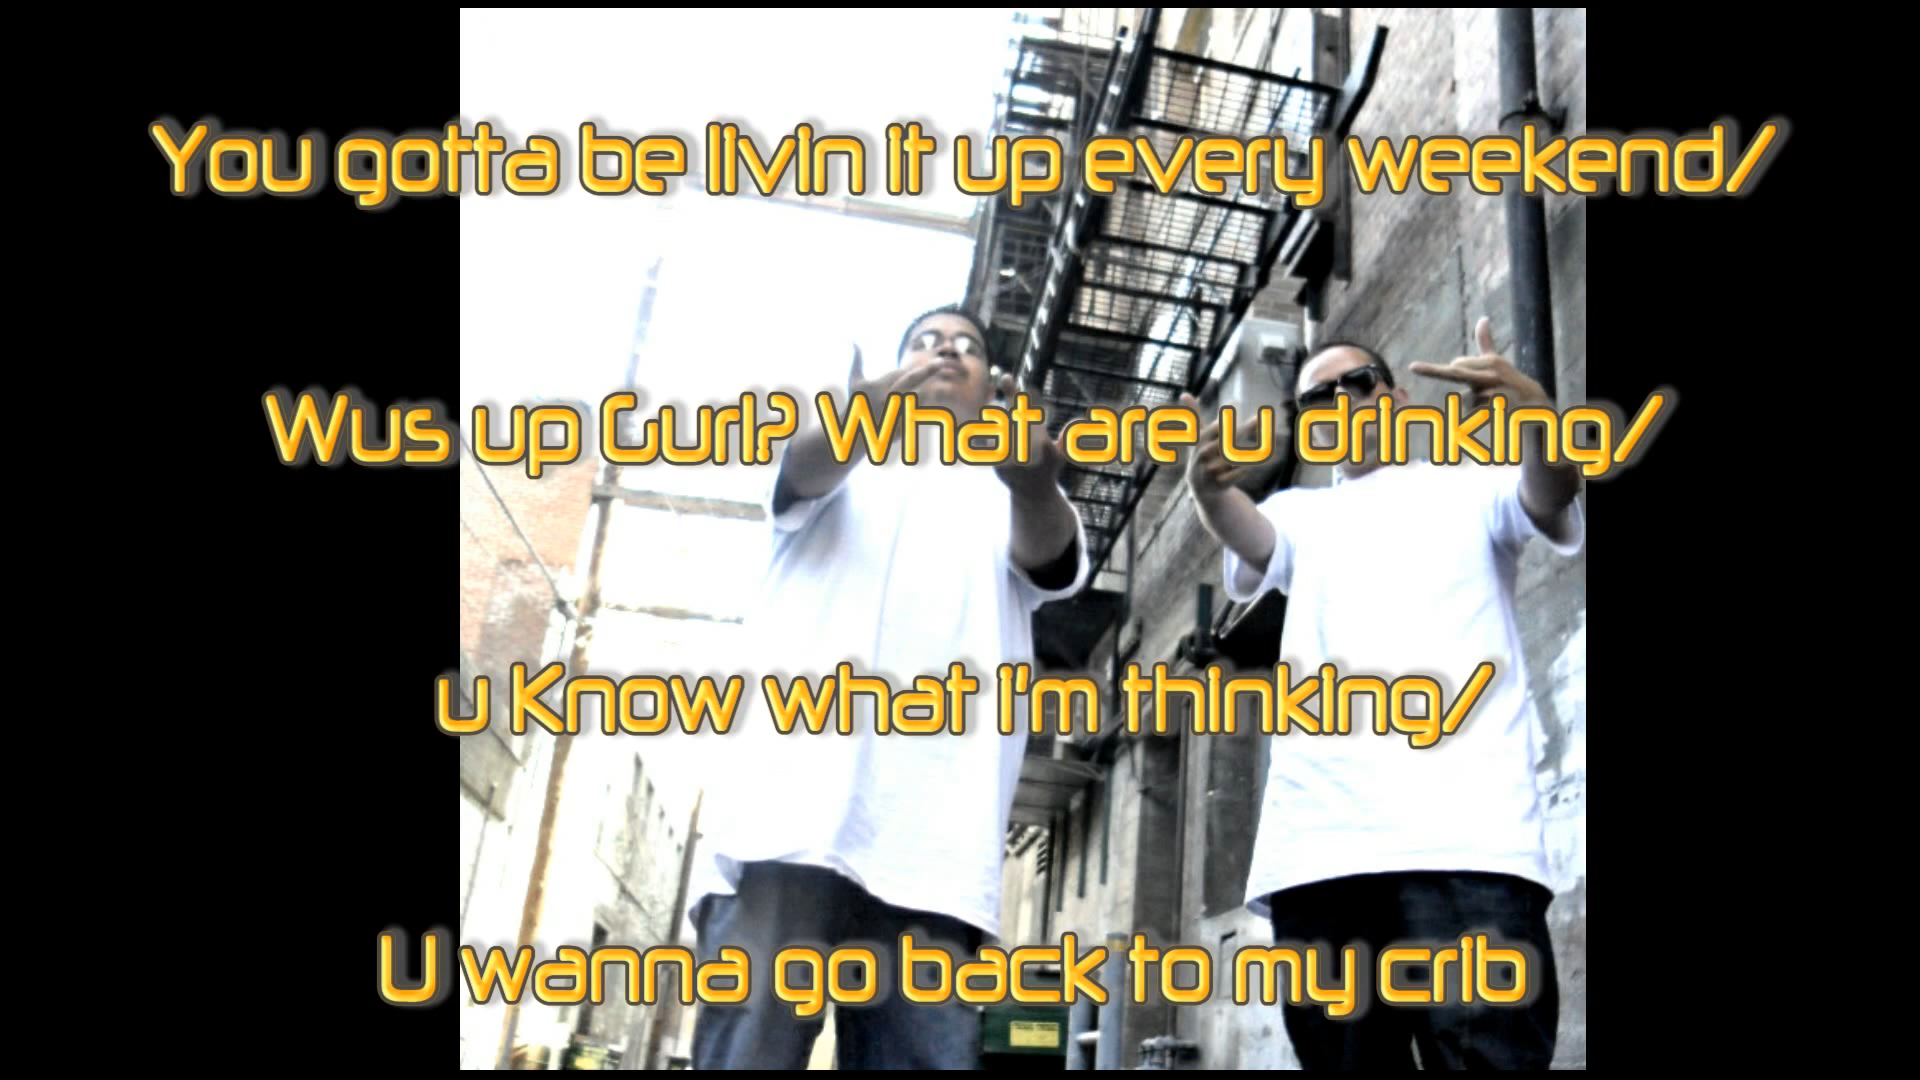 You gotta be livin it up every weekend/
Wus up Gurl? What are u drinking/
u Know what i'm thinking/
U wanna go back to my crib